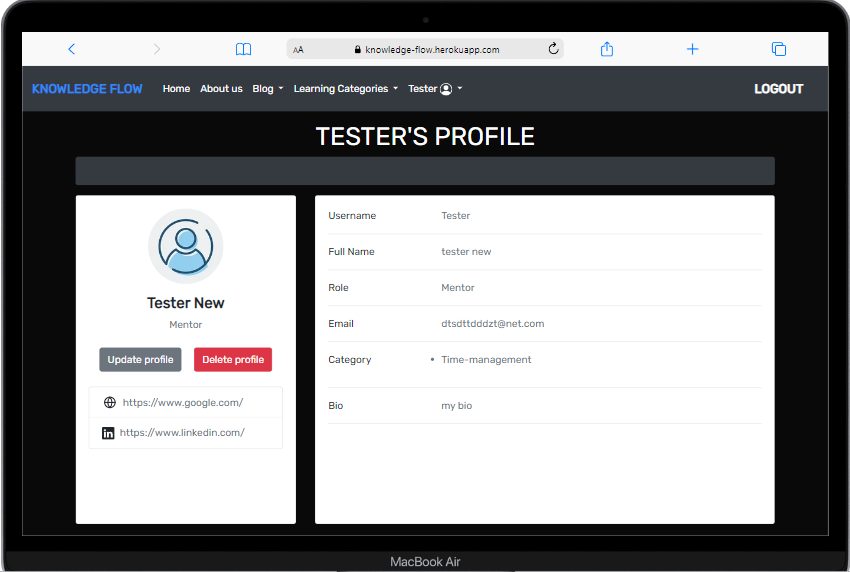 AA knowledge-flow.herokuapp.com
KNOWLEDGE FLOW Home About us Blog Learning Categories Tester LOGOUT
TESTER'S PROFILE
Tester New
Mentor
Update profile Delete profile
https://www.google.com/
in https://www.linkedin.com/
Username Tester
Full Name tester new
Role Mentor
Email dtsdttdddzt@net.com
Category • Time-management
Bio my bio
MacBook Air